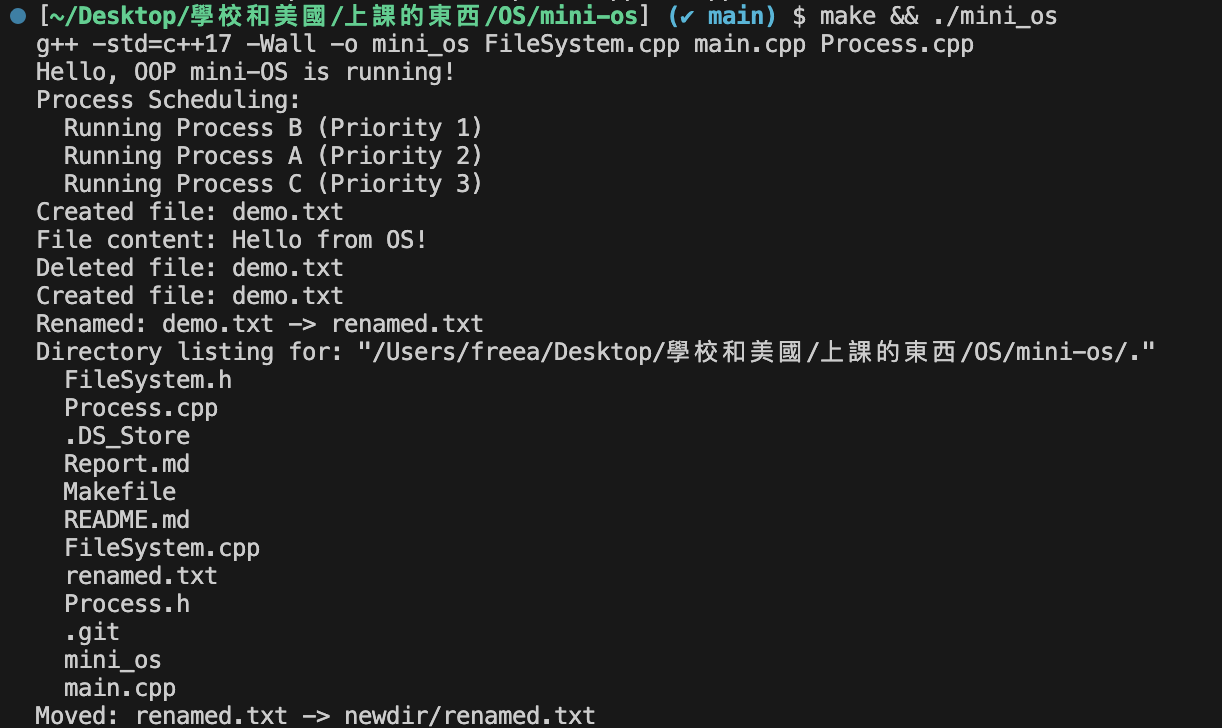 [~/Desktop/學校和美國/上課的東西/OS/mini-os] (✔ main) $ make && ./mini_os
g++ -std=c++17 -Wall -o mini_os FileSystem.cpp main.cpp Process.cpp
Hello, OOP mini-OS is running!
Process Scheduling:
  Running Process B (Priority 1)
  Running Process A (Priority 2)
  Running Process C (Priority 3)
Created file: demo.txt
File content: Hello from OS!
Deleted file: demo.txt
Created file: demo.txt
Renamed: demo.txt -> renamed.txt
Directory listing for: "/Users/freea/Desktop/學校和美國/上課的東西/OS/mini-os/."
  FileSystem.h
  Process.cpp
  .DS_Store
  Report.md
  Makefile
  README.md
  FileSystem.cpp
  renamed.txt
  Process.h
  .git
  mini_os
  main.cpp
Moved: renamed.txt -> newdir/renamed.txt